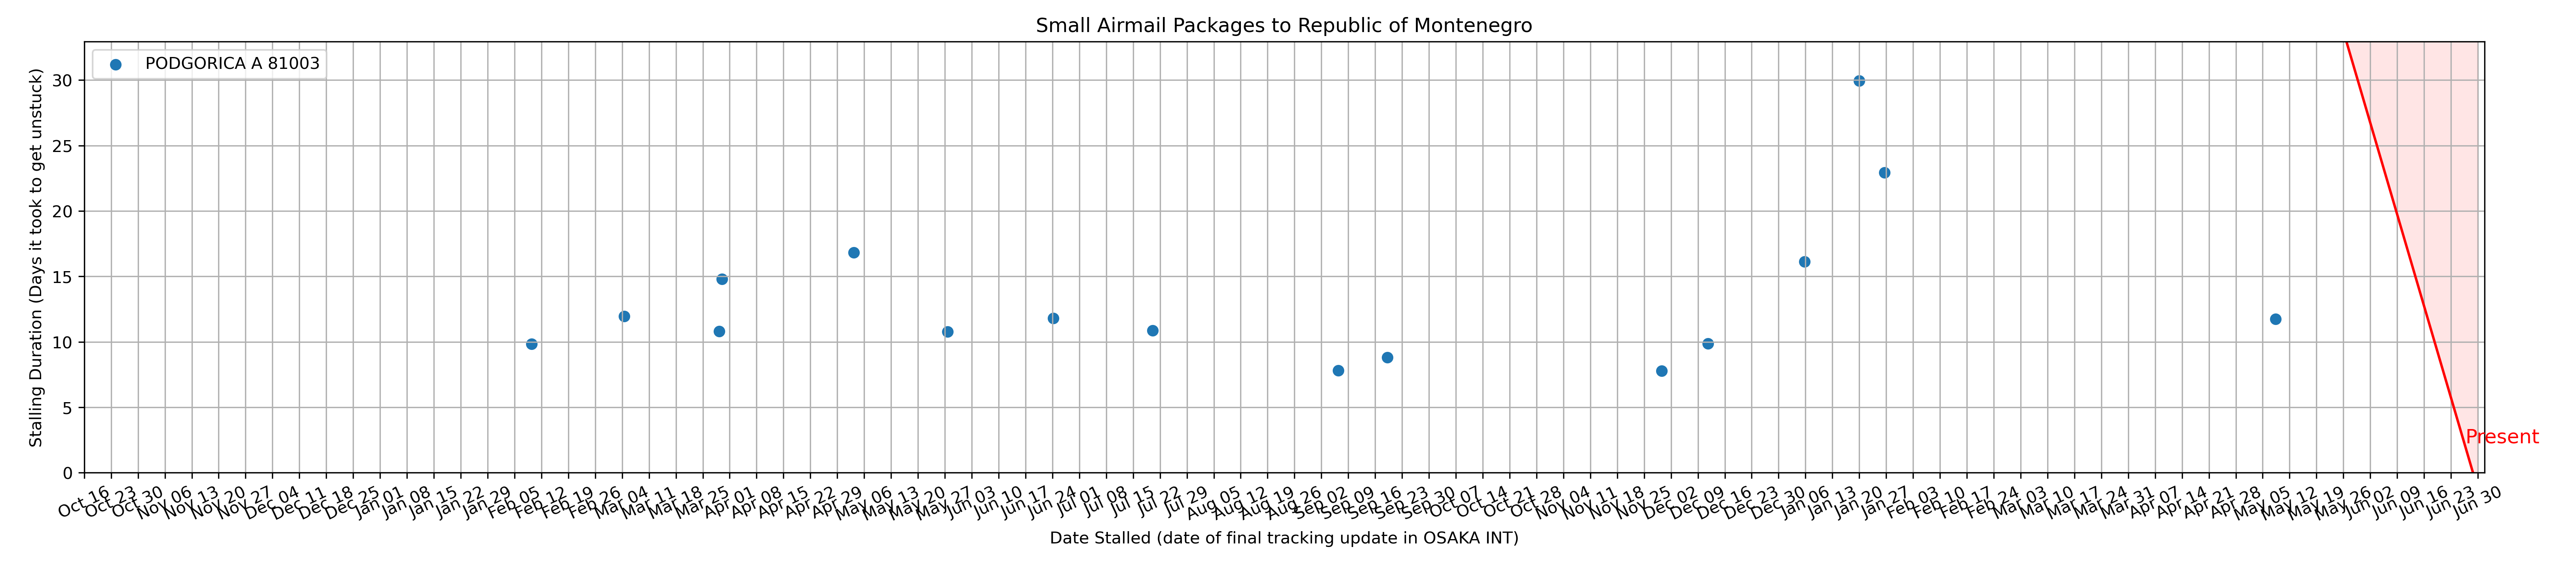 Small Airmail Packages to Republic of Montenegro
PODGORICA A 81003
Stalling Duration (Days it took to get unstuck)
30
25
20
15
10
5
0
Present
Oct 16 Oct 23 Oct 30 Nov 06 Nov 13 Nov 20 Nov 27 Dec 04 Dec 11 Dec 18 Dec 25 Jan 01 Jan 08 Jan 15 Jan 22 Jan 29 Feb 05 Feb 12 Feb 19 Feb 26 Mar 04 Mar 11 Mar 18 Mar 25 Apr 01 Apr 08 Apr 15 Apr 22 Apr 29 May 06 May 13 May 20 May 27 Jun 03 Jun 10 Jun 17 Jun 24 Jul 01 Jul 08 Jul 15 Jul 22 Jul 29 Aug 05 Aug 12 Aug 19 Aug 26 Sep 02 Sep 09 Sep 16 Sep 23 Sep 30 Oct 07 Oct 14 Oct 21 Oct 28 Nov 04 Nov 11 Nov 18 Nov 25 Dec 02 Dec 09 Dec 16 Dec 23 Dec 30 Jan 06 Jan 13 Jan 20 Jan 27 Feb 03 Feb 10 Feb 17 Feb 24 Mar 03 Mar 10 Mar 17 Mar 24 Mar 31 Apr 07 Apr 14 Apr 21 Apr 28 May 05 May 12 May 19 May 26 Jun 02 Jun 09 Jun 16 Jun 23 Jun 30
Date Stalled (date of final tracking update in OSAKA INT)